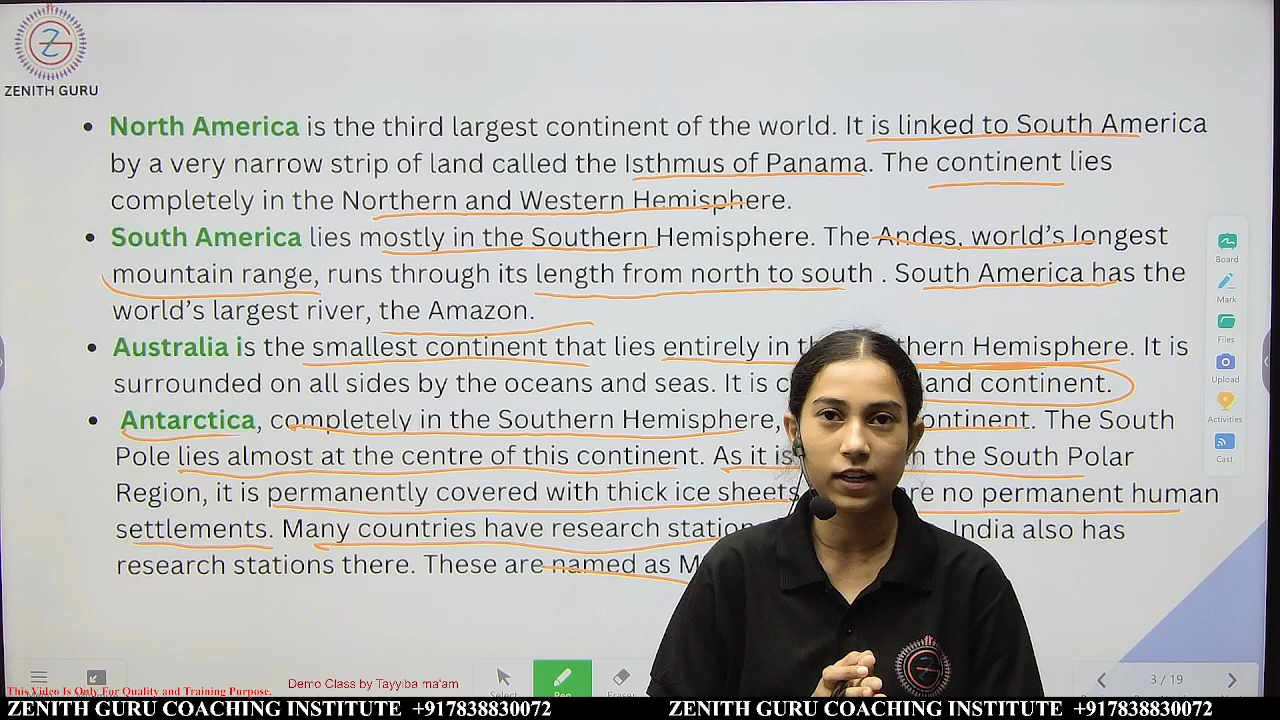 ZENITH GURU
• North America is the third largest continent of the world. It is linked to South America
by a very narrow strip of land called the Isthmus of Panama. The continent lies
completely in the Northern and Western Hemisphere.
• South America lies mostly in the Southern Hemisphere. The Andes, world's longest
mountain range, runs through its length from north to south . South America has the
world's largest river, the Amazon.
• Australia is the smallest continent that lies entirely in hern Hemisphere. It is
surrounded on all sides by the oceans and seas. It is land continent.
• Antarctica, completely in the Southern Hemisphere, continent. The South
Pole lies almost at the centre of this continent. As it is the South Polar
Region, it is permanently covered with thick ice sheets no permanent human
settlements. Many countries have research India also has
research stations there. These are named as
Board
Mark
Files
Upload
Activities
Cast
Select
Pen
Eraser
3 / 19
This Video Is Only For Quality and Training Purpose.
Demo Class by Tayyiba ma'am
ZENITH GURU COACHING INSTITUTE +917838830072 ZENITH GURU COACHING INSTITUTE +917838830072